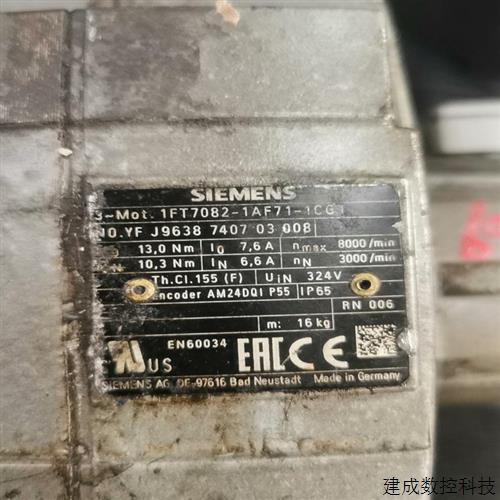 SIEMENS
3-Mot. 1FT7082-1AF71-1CG1
NO.YF J9638 7407 03 008
13,0 Nm I0 7,6 A nmax 8000 /min
10,3 Nm IN 6,6 A nN 3000 /min
Th.Cl.155 (F) UIN 324V
Encoder AM24DQI P55 IP65
RN 006
m: 16 kg
EN60034
US EAC CE
SIEMENS AG, DE-97616 Bad Neustadt Made in Germany
建成数控科技